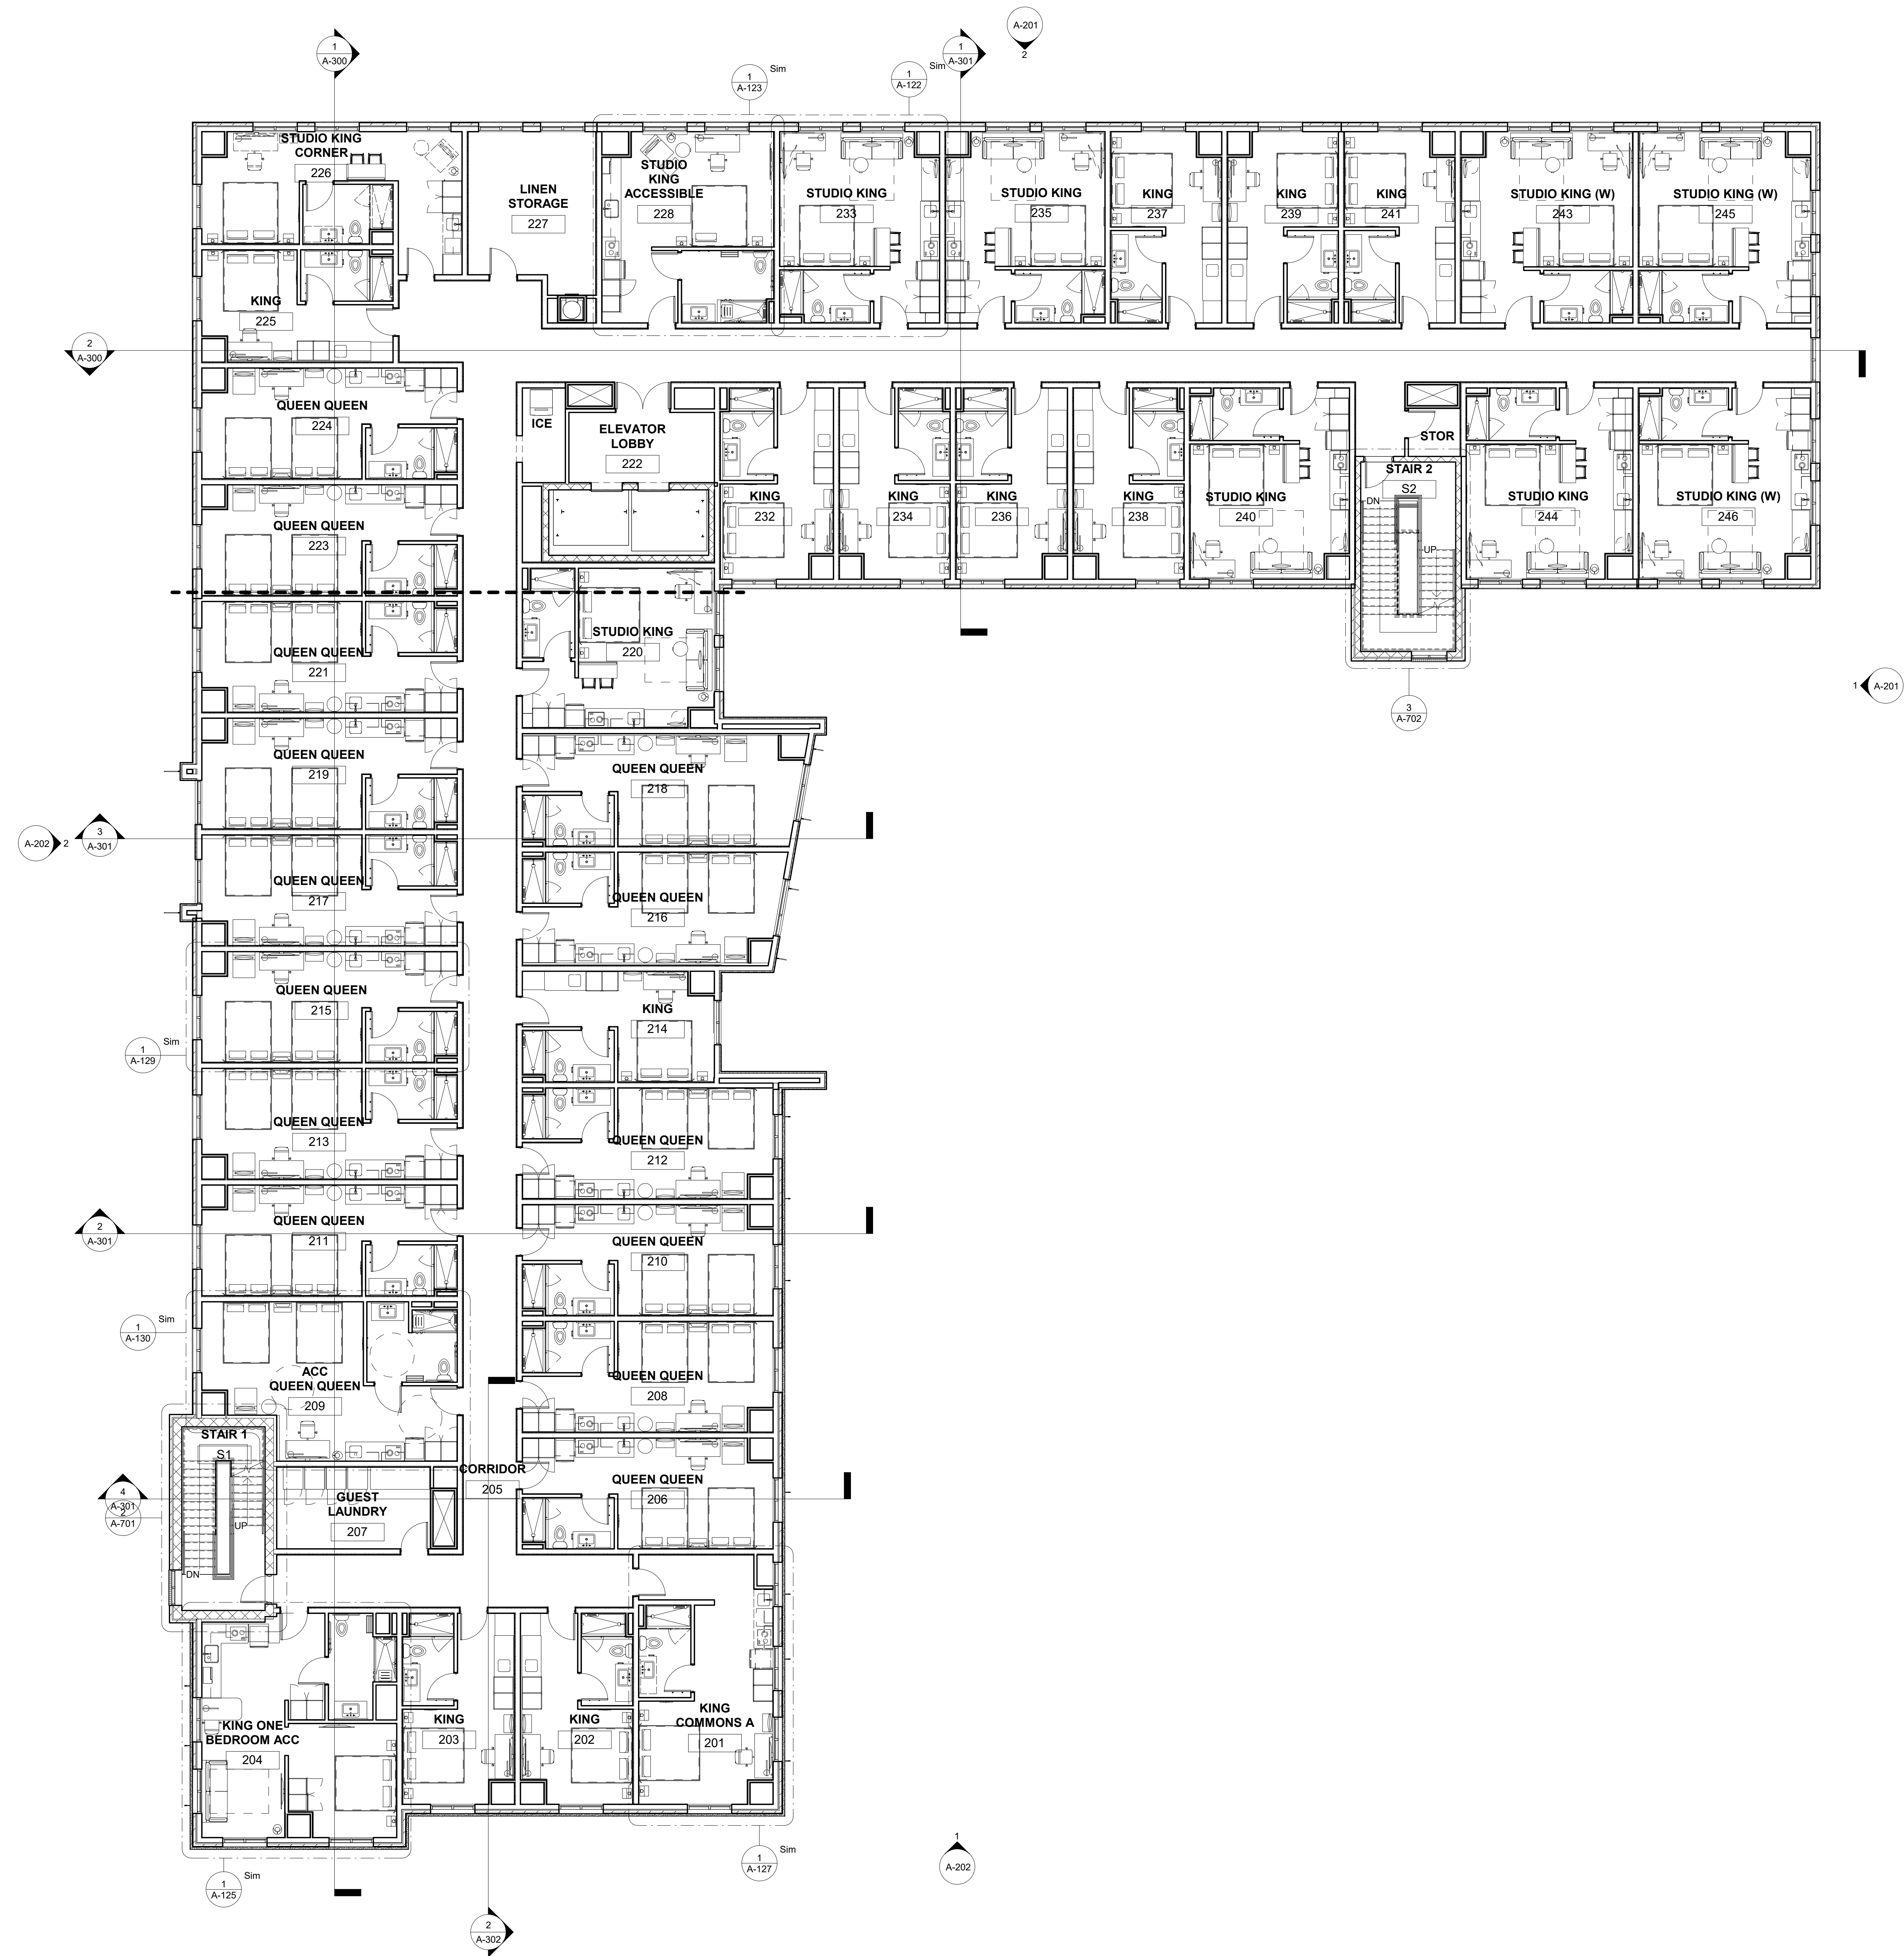 A-201
2
1
A-300
1
A-301
1
A-123
Sim
1
A-122
Sim
STUDIO KING
CORNER
226
LINEN
STORAGE
227
STUDIO
KING
ACCESSIBLE
228
STUDIO KING
233
STUDIO KING
235
KING
237
KING
239
KING
241
STUDIO KING (W)
243
STUDIO KING (W)
245
KING
225
2
A-300
QUEEN QUEEN
224
ICE
ELEVATOR
LOBBY
222
STOR
STAIR 2
S2
DN
UP
KING
232
KING
234
KING
236
KING
238
STUDIO KING
240
STUDIO KING
244
STUDIO KING (W)
246
QUEEN QUEEN
223
STUDIO KING
220
QUEEN QUEEN
221
1
A-201
3
A-702
QUEEN QUEEN
219
QUEEN QUEEN
218
A-202
2
3
A-301
QUEEN QUEEN
217
QUEEN QUEEN
216
QUEEN QUEEN
215
KING
214
1
A-129
Sim
QUEEN QUEEN
213
QUEEN QUEEN
212
2
A-301
QUEEN QUEEN
211
QUEEN QUEEN
210
1
A-130
Sim
ACC
QUEEN QUEEN
209
QUEEN QUEEN
208
STAIR 1
S1
UP
DN
4
A-301
2
A-701
GUEST
LAUNDRY
207
CORRIDOR
205
QUEEN QUEEN
206
KING ONE
BEDROOM ACC
204
KING
203
KING
202
KING
COMMONS A
201
1
A-125
Sim
1
A-127
Sim
1
A-202
2
A-302